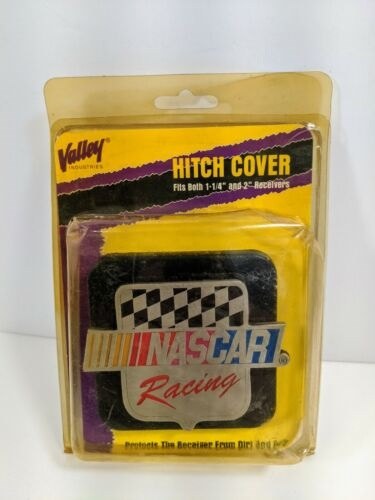 Valley
INDUSTRIES
HITCH COVER
Fits Both 1-1/4" and 2" Receivers
NASCAR®
Racing
Protects The Receiver From Dirt And